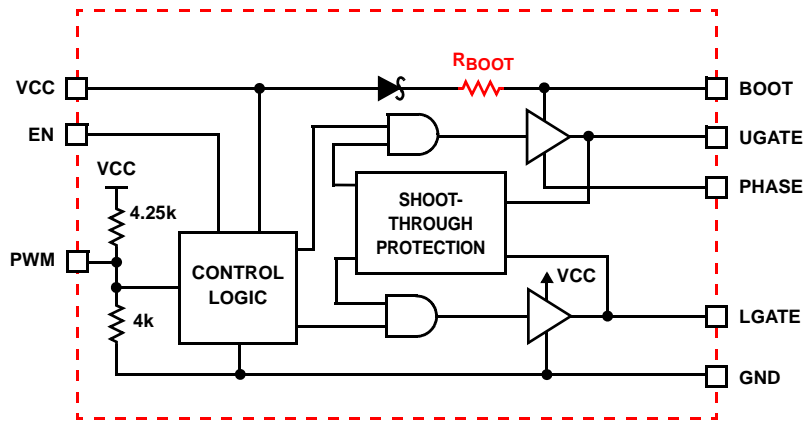 RBOOT
VCC
BOOT
EN
UGATE
VCC
PHASE
4.25k
SHOOT-
THROUGH
PROTECTION
PWM
CONTROL
LOGIC
VCC
4k
LGATE
GND